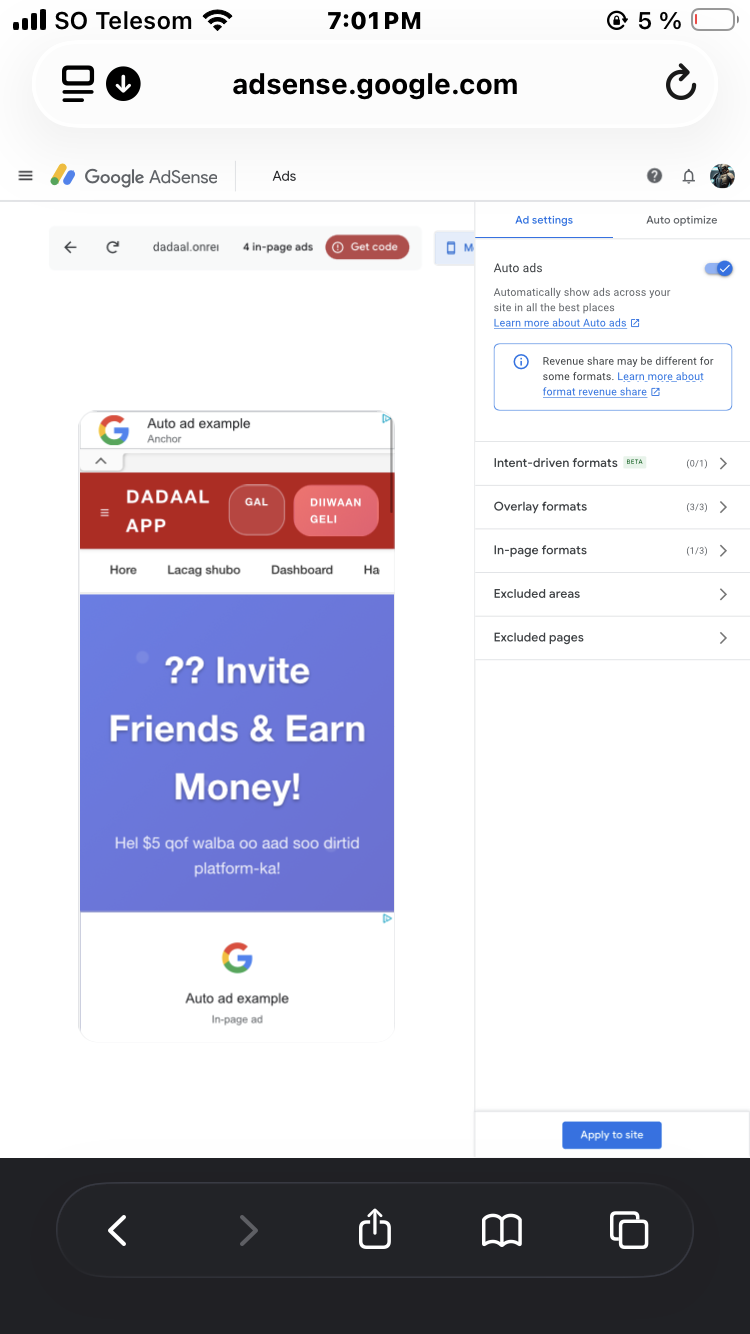 SO Telesom
7:01PM
5 %
adsense.google.com
Google AdSense
Ads
4 in-page ads
Get code
Ad settings
Auto optimize
Auto ads
Automatically show ads across your
site in all the best places
Learn more about Auto ads
Revenue share may be different for
some formats. Learn more about
format revenue share
Intent-driven formats BETA (0/1)
Overlay formats (3/3)
In-page formats (1/3)
Excluded areas
Excluded pages
Auto ad example
Anchor
DADAAL
APP
GAL
DIIWAAN
GELI
Hore
Lacag shubo
Dashboard
Ha
?? Invite
Friends & Earn
Money!
Hel $5 qof walba oo aad soo dirtid
platform-ka!
Auto ad example
In-page ad
Apply to site